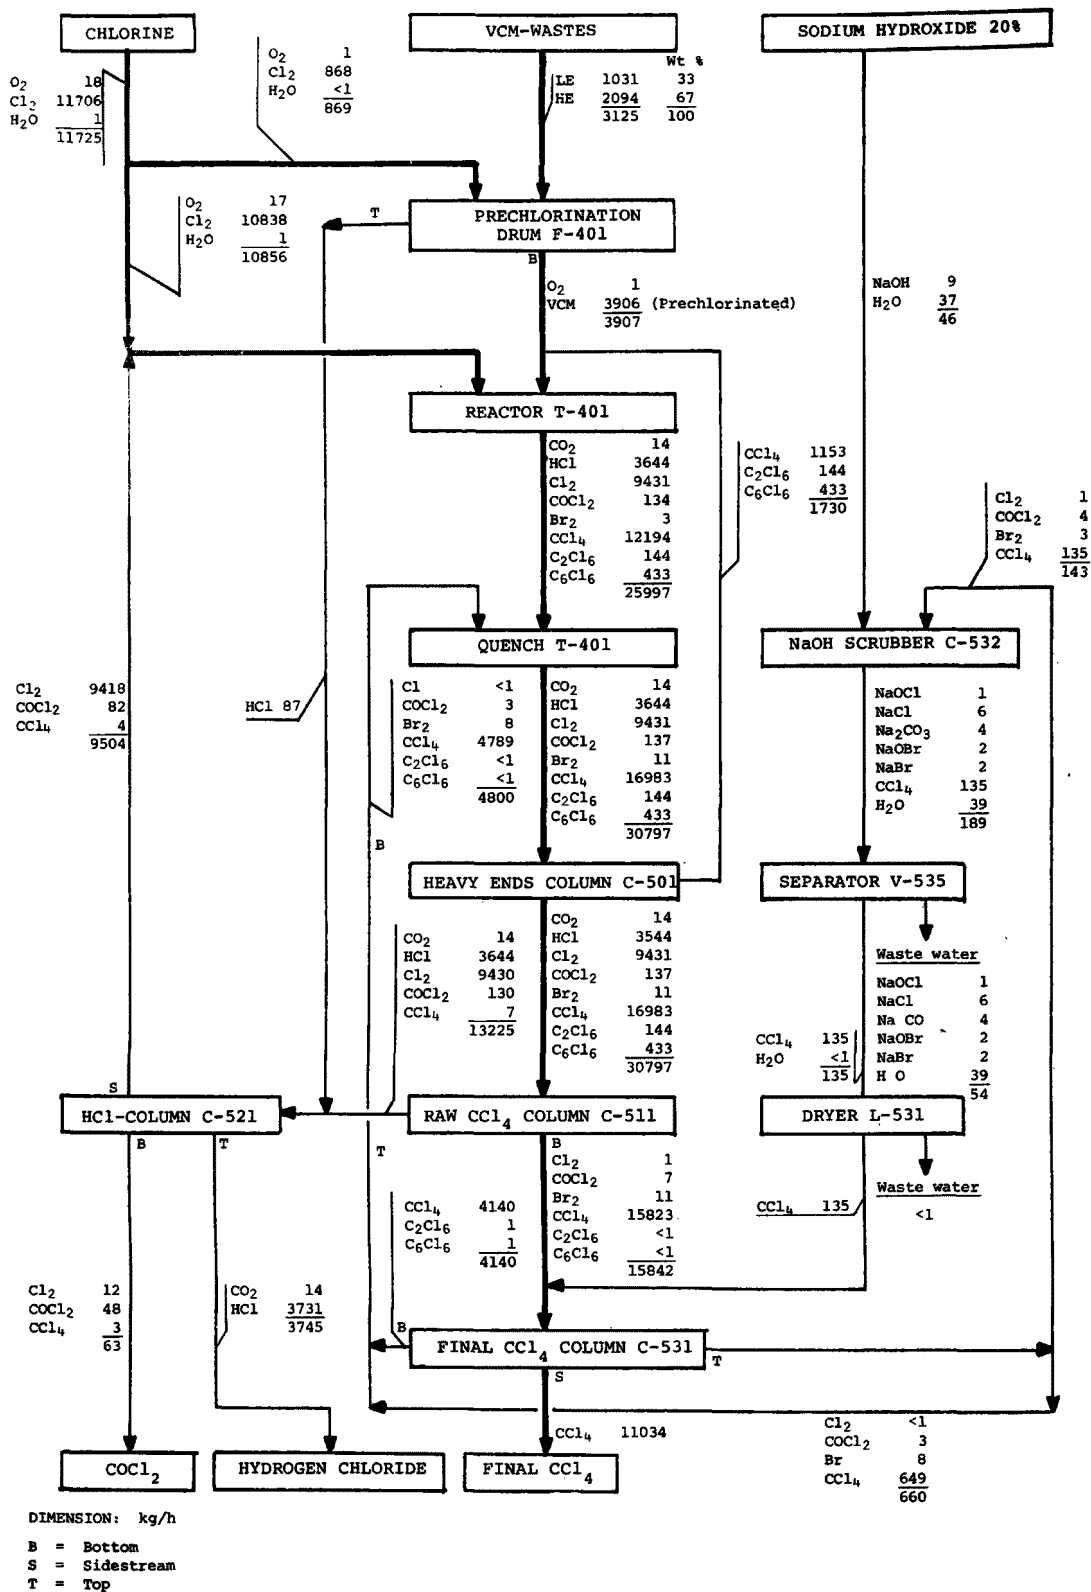 CHLORINE
VCM-WASTES
SODIUM HYDROXIDE 20%
O2 18
Cl2 11706
H2O 1
11725
O2 1
Cl2 868
H2O <1
869
Wt %
LE 1031 33
HE 2094 67
3125 100
O2 17
Cl2 10838
H2O 1
10856
T
PRECHLORINATION
DRUM F-401
B
O2 1
VCM 3906 (Prechlorinated)
3907
NaOH 9
H2O 37
46
REACTOR T-401
CO2 14
HCl 3644
Cl2 9431
COCl2 134
Br2 3
CCl4 12194
C2Cl6 144
C6Cl6 433
25997
CCl4 1153
C2Cl6 144
C6Cl6 433
1730
Cl2 1
COCl2 4
Br2 3
CCl4 135
143
QUENCH T-401
NaOH SCRUBBER C-532
Cl2 9418
COCl2 82
CCl4 4
9504
HCl 87
Cl <1
COCl2 3
Br2 8
CCl4 4789
C2Cl6 <1
C6Cl6 <1
4800
B
CO2 14
HCl 3644
Cl2 9431
COCl2 137
Br2 11
CCl4 16983
C2Cl6 144
C6Cl6 433
30797
NaOCl 1
NaCl 6
Na2CO3 4
NaOBr 2
NaBr 2
CCl4 135
H2O 39
189
HEAVY ENDS COLUMN C-501
SEPARATOR V-535
CO2 14
HCl 3644
Cl2 9430
COCl2 130
CCl4 7
13225
CO2 14
HCl 3544
Cl2 9431
COCl2 137
Br2 11
CCl4 16983
C2Cl6 144
C6Cl6 433
30797
Waste water
NaOCl 1
NaCl 6
Na CO 4
NaOBr 2
NaBr 2
H O 39
54
CCl4 135
H2O <1
135
S
HCl-COLUMN C-521
B
T
RAW CCl4 COLUMN C-511
B
T
DRYER L-531
Waste water
<1
CCl4 135
CCl4 4140
C2Cl6 1
C6Cl6 1
4140
Cl2 1
COCl2 7
Br2 11
CCl4 15823
C2Cl6 <1
C6Cl6 <1
15842
Cl2 12
COCl2 48
CCl4 3
63
CO2 14
HCl 3731
3745
B
FINAL CCl4 COLUMN C-531
T
S
CCl4 11034
Cl2 <1
COCl2 3
Br 8
CCl4 649
660
COCl2
HYDROGEN CHLORIDE
FINAL CCl4
DIMENSION: kg/h
B = Bottom
S = Sidestream
T = Top